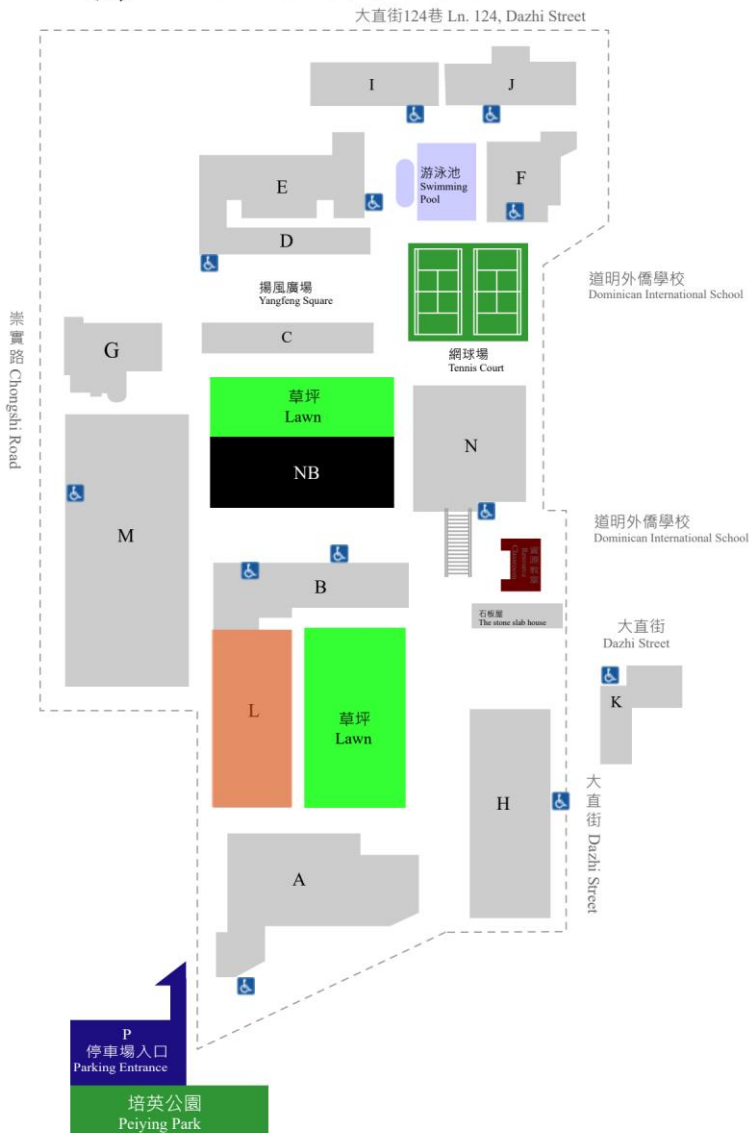 大直街124巷 Ln. 124, Dazhi Street
I
J
E
游泳池
Swimming
Pool
F
D
揚風廣場
Yangfeng Square
道明外僑學校
Dominican International School
崇實路 Chongshi Road
C
G
網球場
Tennis Court
草坪
Lawn
N
NB
M
道明外僑學校
Dominican International School
Resource
Classroom
B
石板屋
The stone slab house
大直街
Dazhi Street
K
L
草坪
Lawn
H
大直街 Dazhi Street
A
P
停車場入口
Parking Entrance
培英公園
Peiying Park